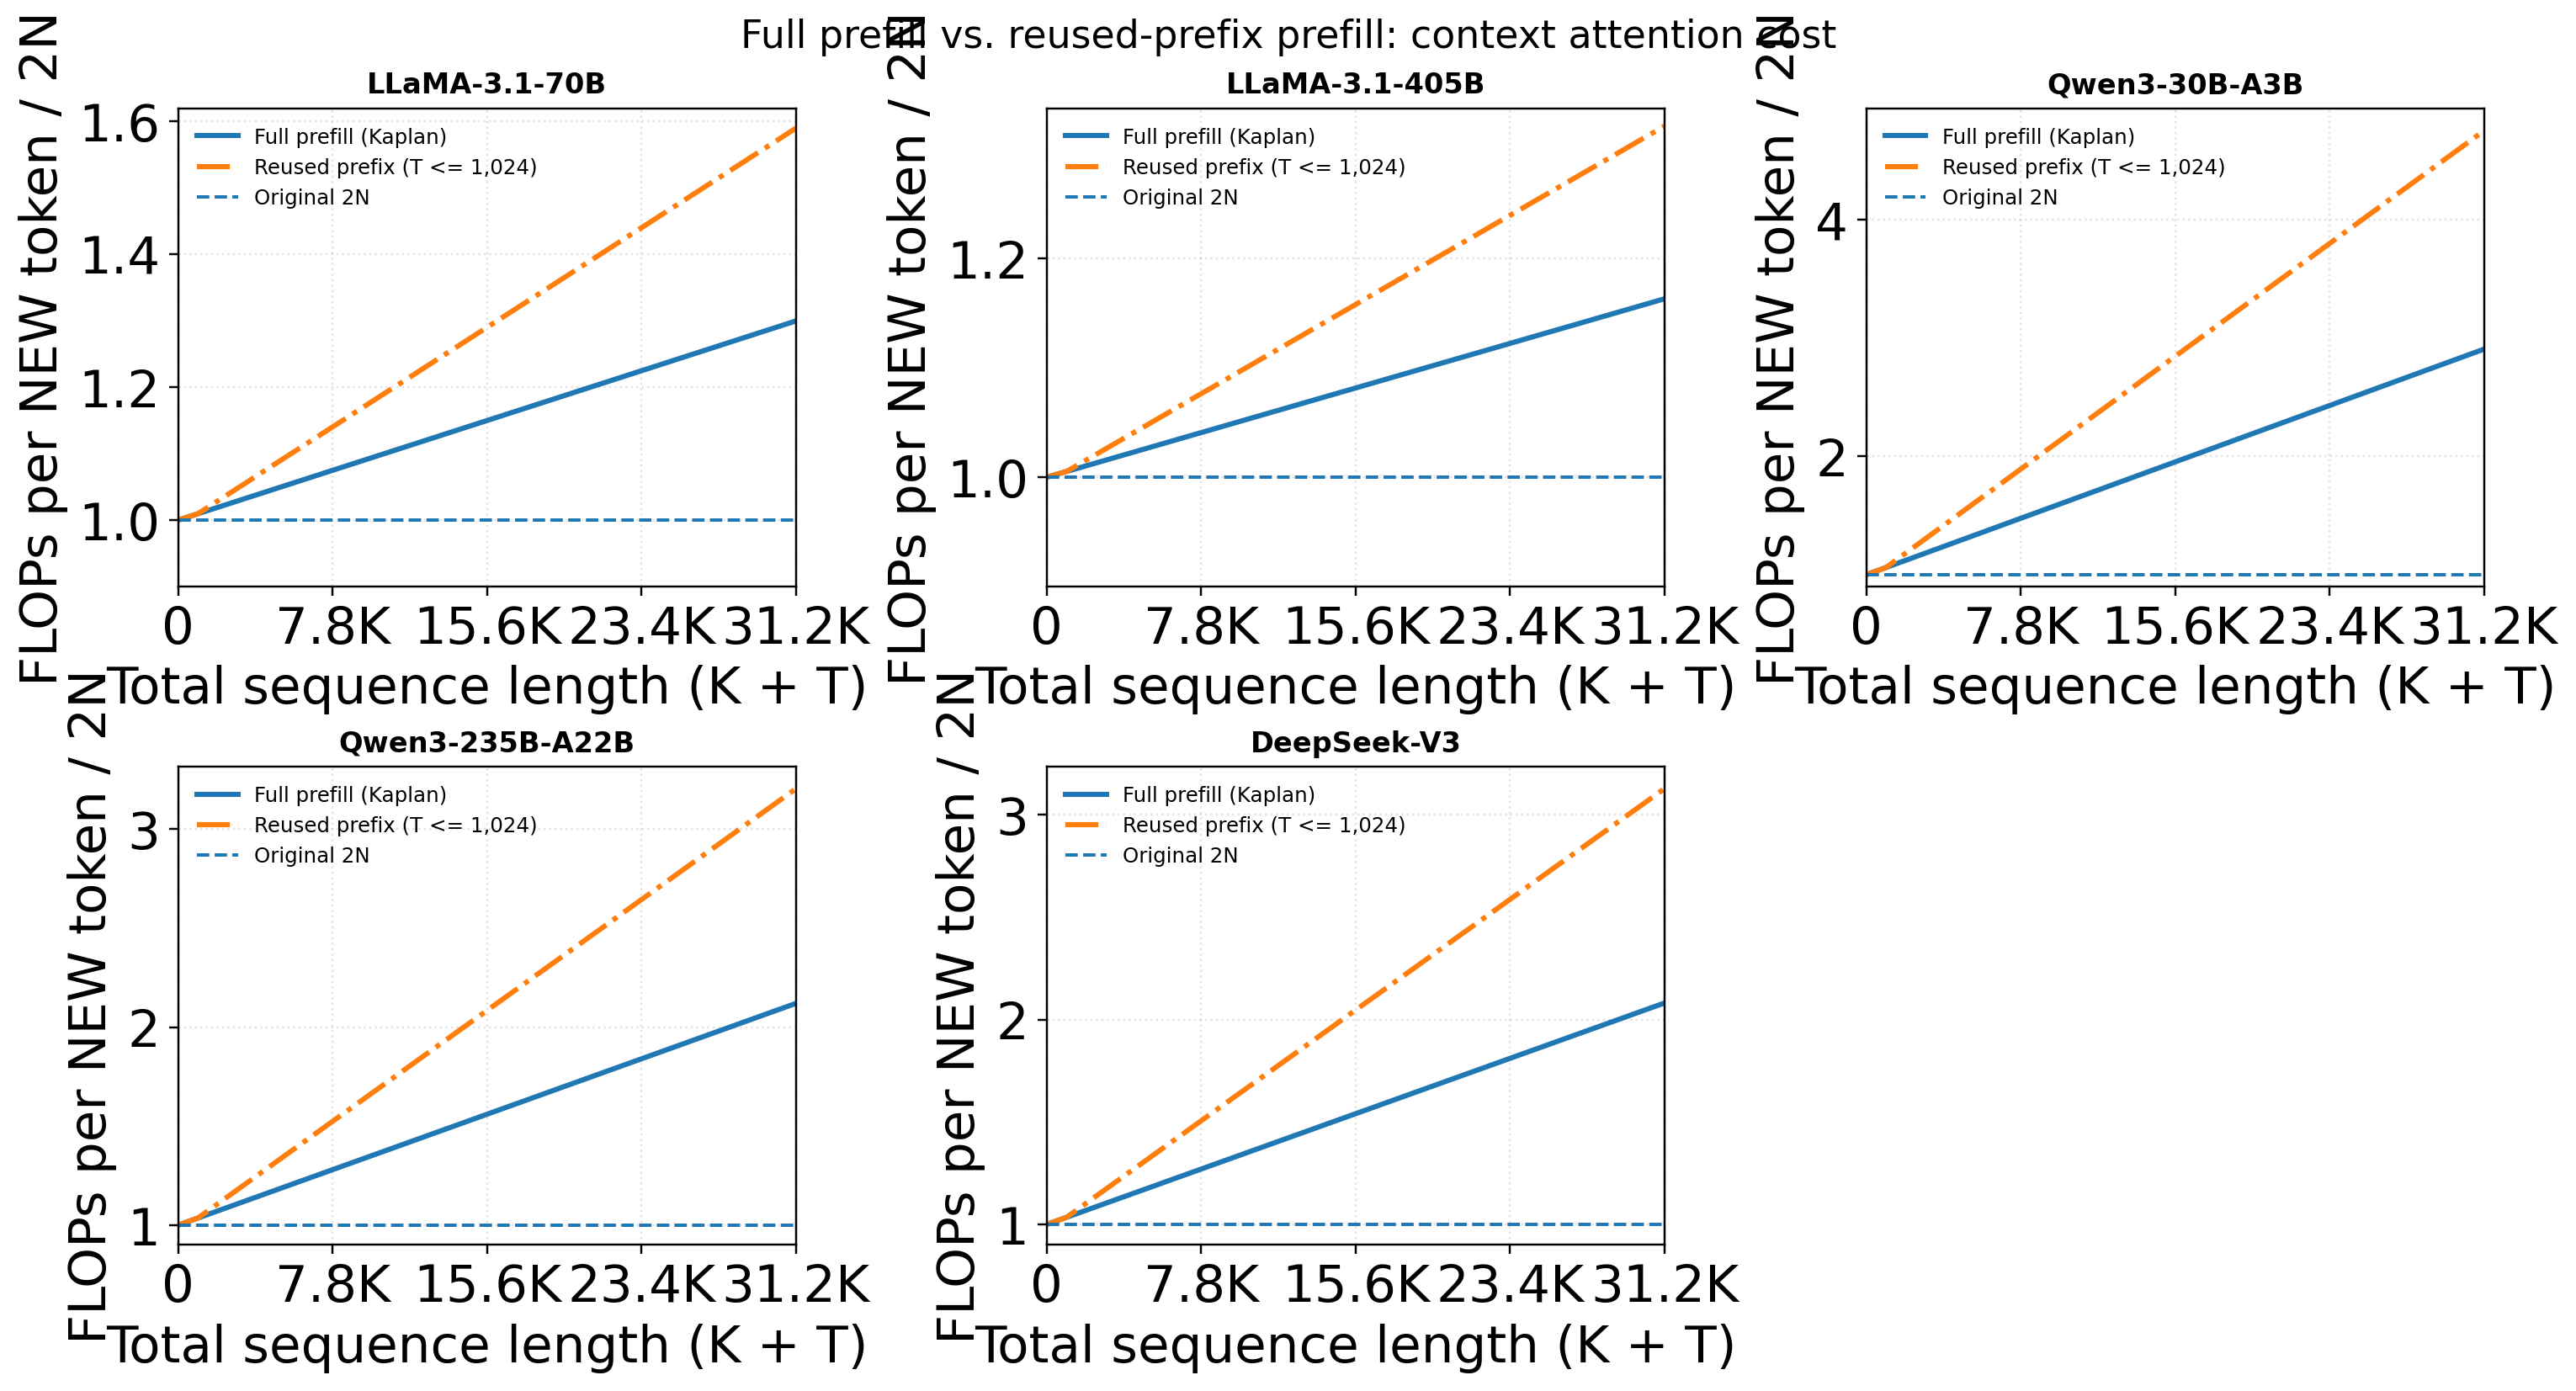 Full prefill vs. reused-prefix prefill: context attention cost
LLaMA-3.1-70B
FLOPs per NEW token / 2N
1.6
1.4
1.2
1.0
Full prefill (Kaplan)
Reused prefix (T <= 1,024)
Original 2N
0 7.8K 15.6K 23.4K 31.2K
Total sequence length (K + T)
LLaMA-3.1-405B
FLOPs per NEW token / 2N
1.2
1.0
Full prefill (Kaplan)
Reused prefix (T <= 1,024)
Original 2N
0 7.8K 15.6K 23.4K 31.2K
Total sequence length (K + T)
Qwen3-30B-A3B
FLOPs per NEW token / 2N
4
2
Full prefill (Kaplan)
Reused prefix (T <= 1,024)
Original 2N
0 7.8K 15.6K 23.4K 31.2K
Total sequence length (K + T)
Qwen3-235B-A22B
FLOPs per NEW token / 2N
3
2
1
Full prefill (Kaplan)
Reused prefix (T <= 1,024)
Original 2N
0 7.8K 15.6K 23.4K 31.2K
Total sequence length (K + T)
DeepSeek-V3
FLOPs per NEW token / 2N
3
2
1
Full prefill (Kaplan)
Reused prefix (T <= 1,024)
Original 2N
0 7.8K 15.6K 23.4K 31.2K
Total sequence length (K + T)